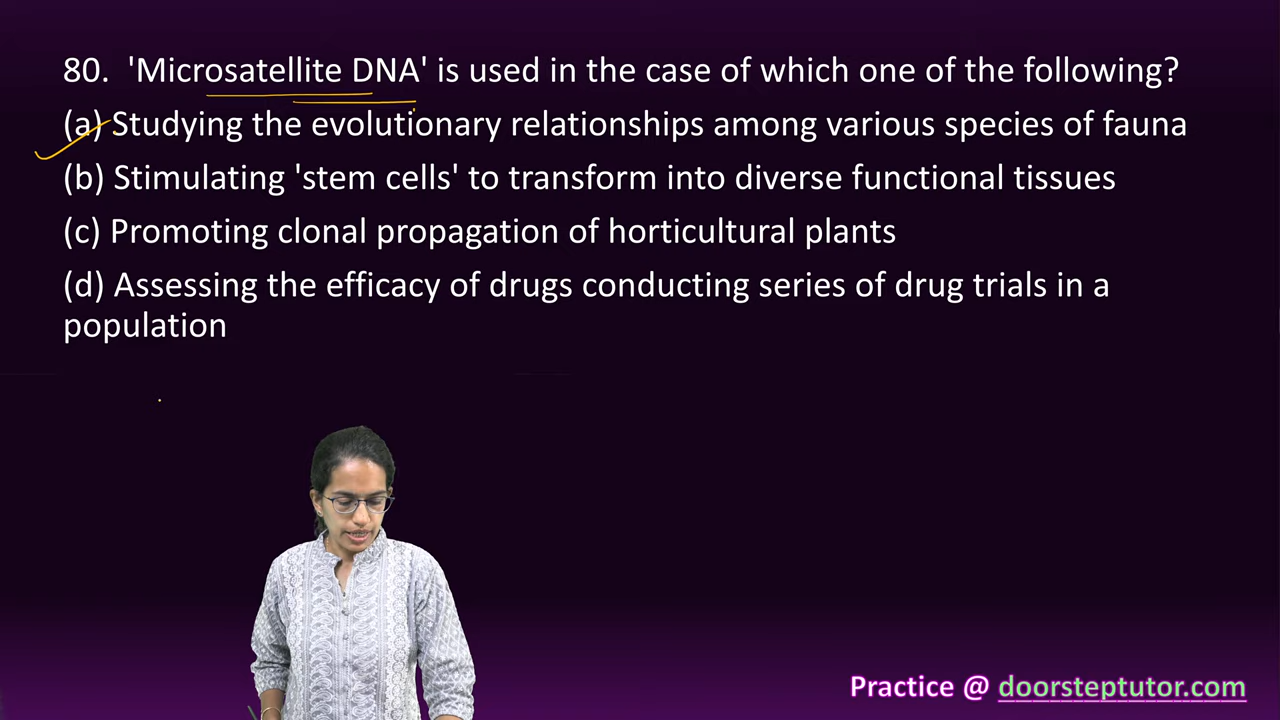 80. 'Microsatellite DNA' is used in the case of which one of the following?
(a) Studying the evolutionary relationships among various species of fauna
(b) Stimulating 'stem cells' to transform into diverse functional tissues
(c) Promoting clonal propagation of horticultural plants
(d) Assessing the efficacy of drugs conducting series of drug trials in a
population
Practice @ doorsteptutor.com